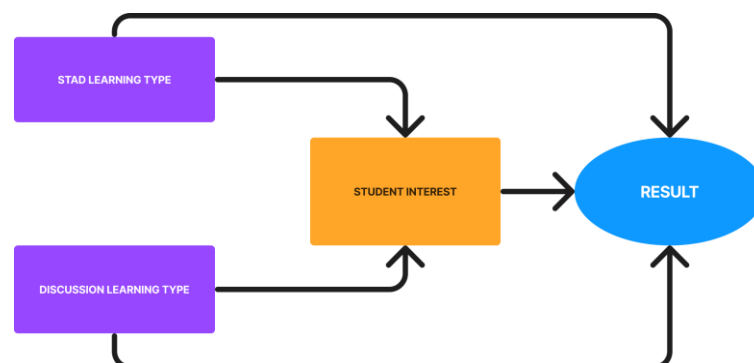 STAD LEARNING TYPE
STUDENT INTEREST
RESULT
DISCUSSION LEARNING TYPE